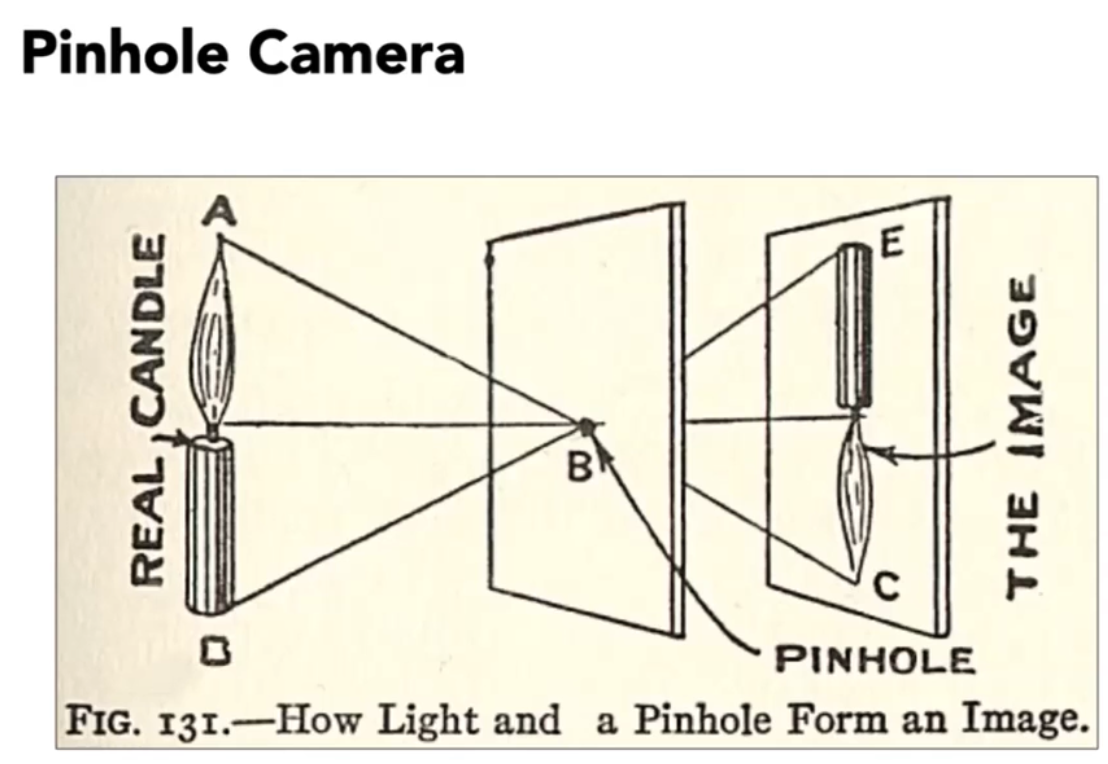 Pinhole Camera
A
REAL CANDLE
B
E
THE IMAGE
C
PINHOLE
FIG. 131.—How Light and a Pinhole Form an Image.